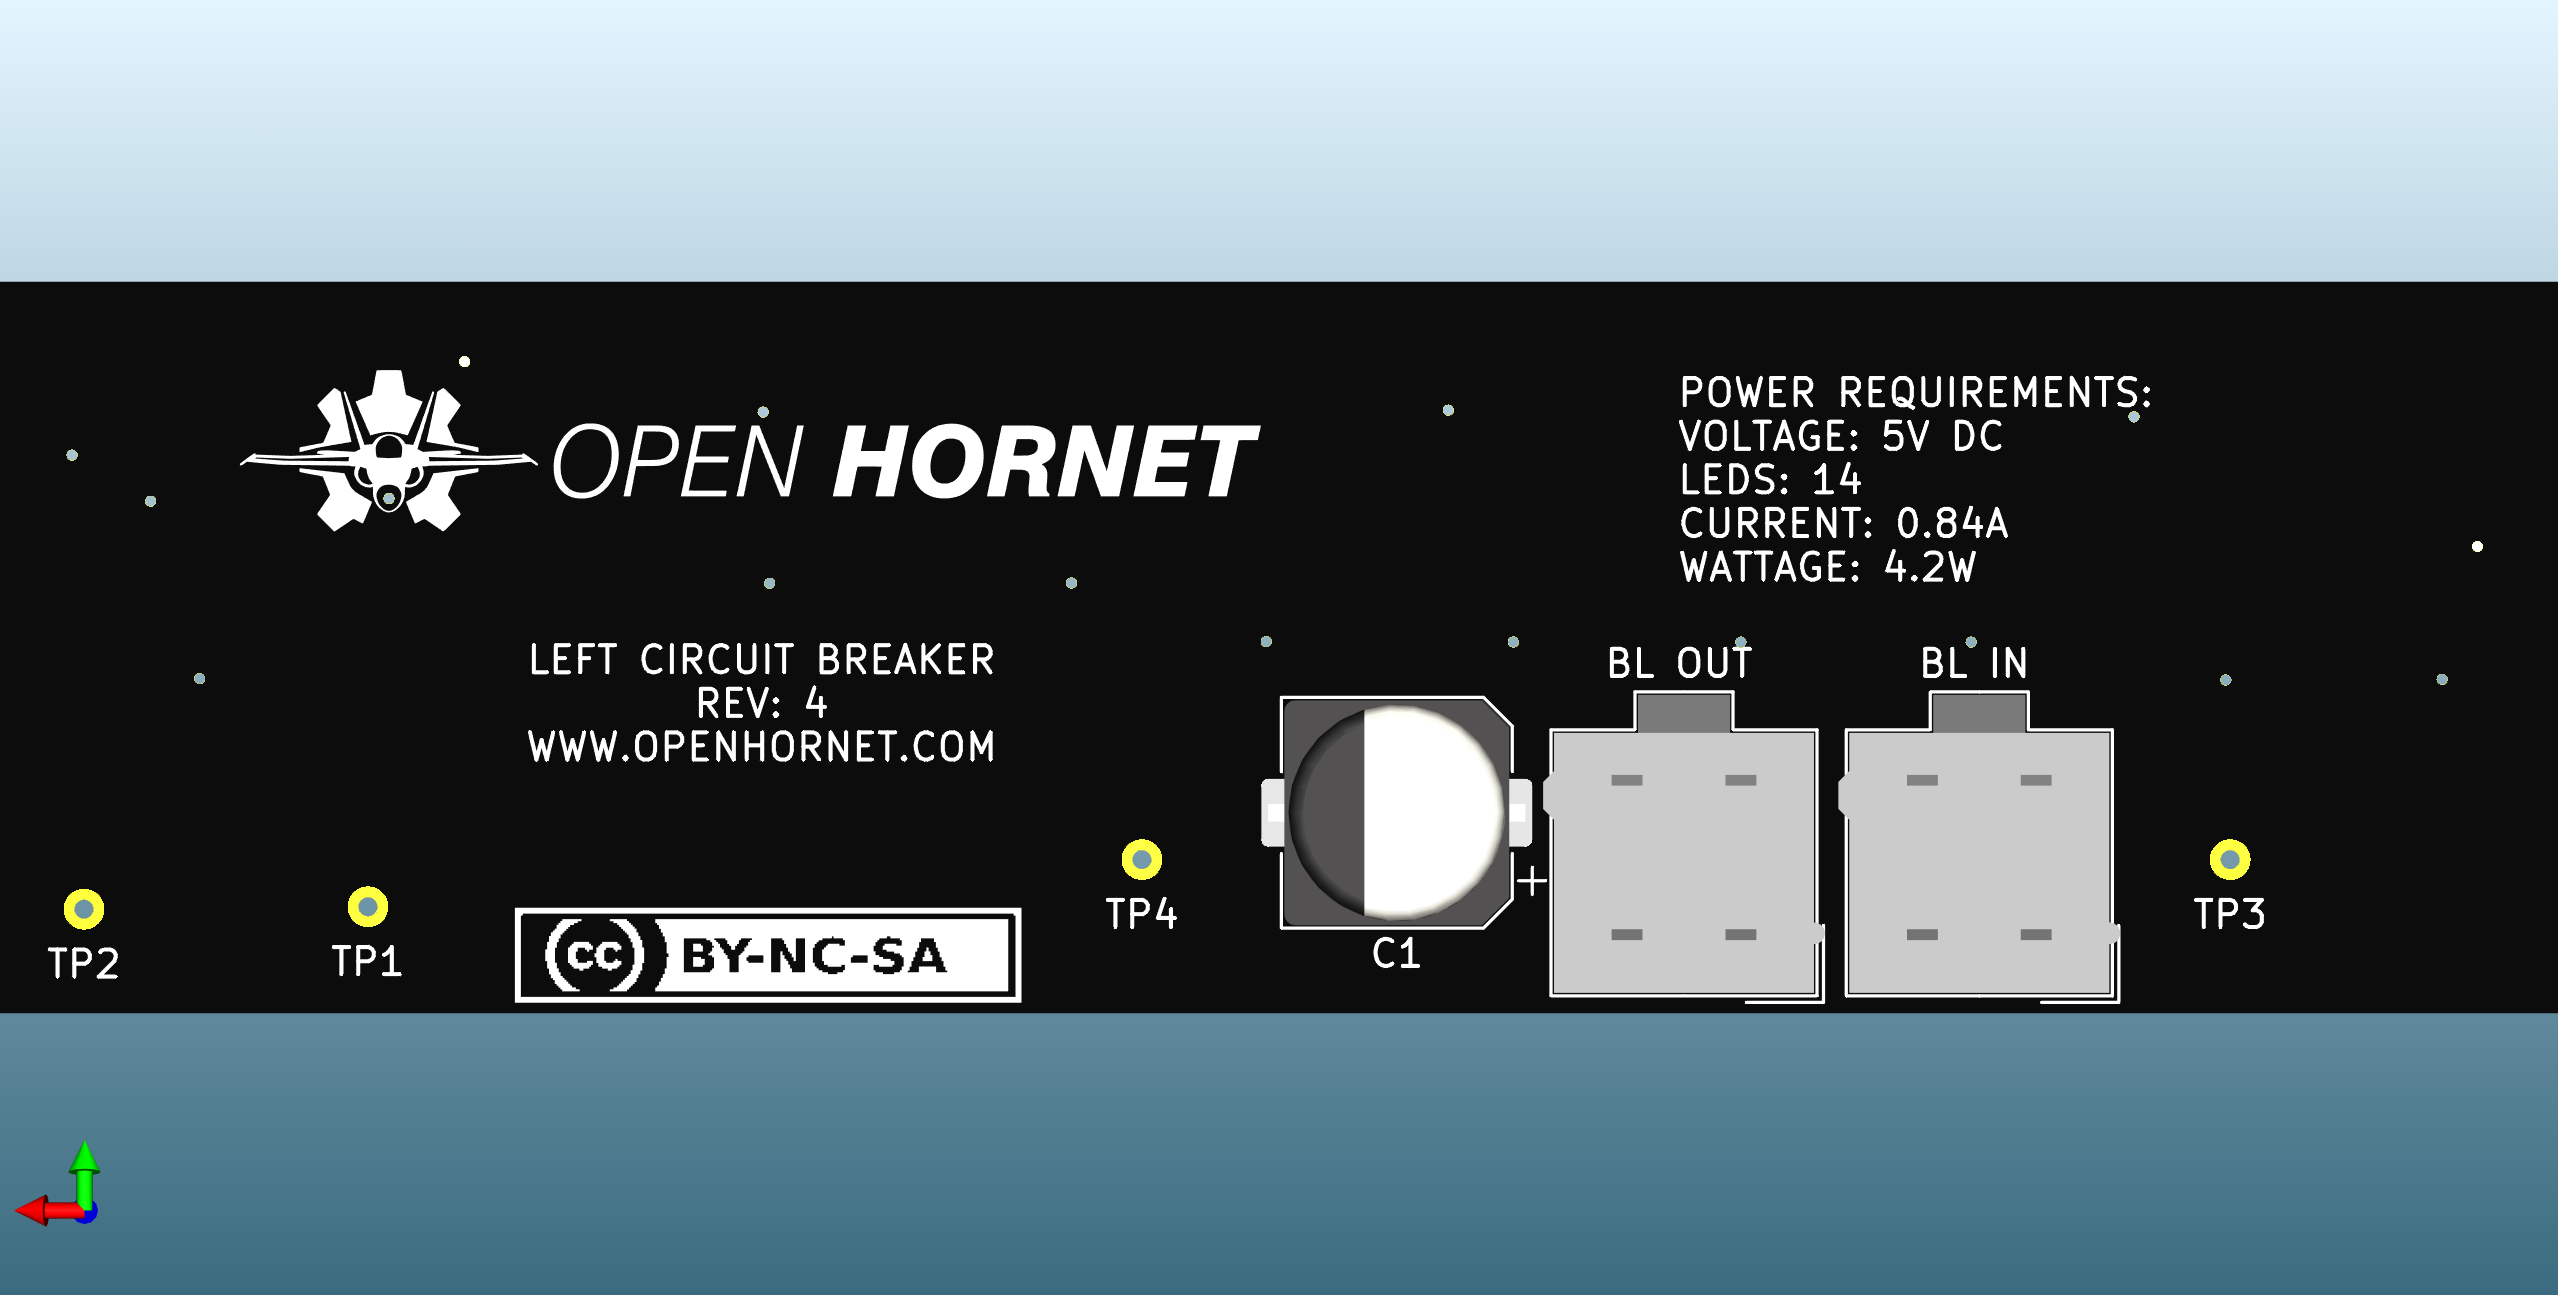 OPEN HORNET
POWER REQUIREMENTS:
VOLTAGE: 5V DC
LEDS: 14
CURRENT: 0.84A
WATTAGE: 4.2W
LEFT CIRCUIT BREAKER
REV: 4
WWW.OPENHORNET.COM
BL OUT
BL IN
TP2
TP1
cc BY-NC-SA
TP4
+
C1
TP3